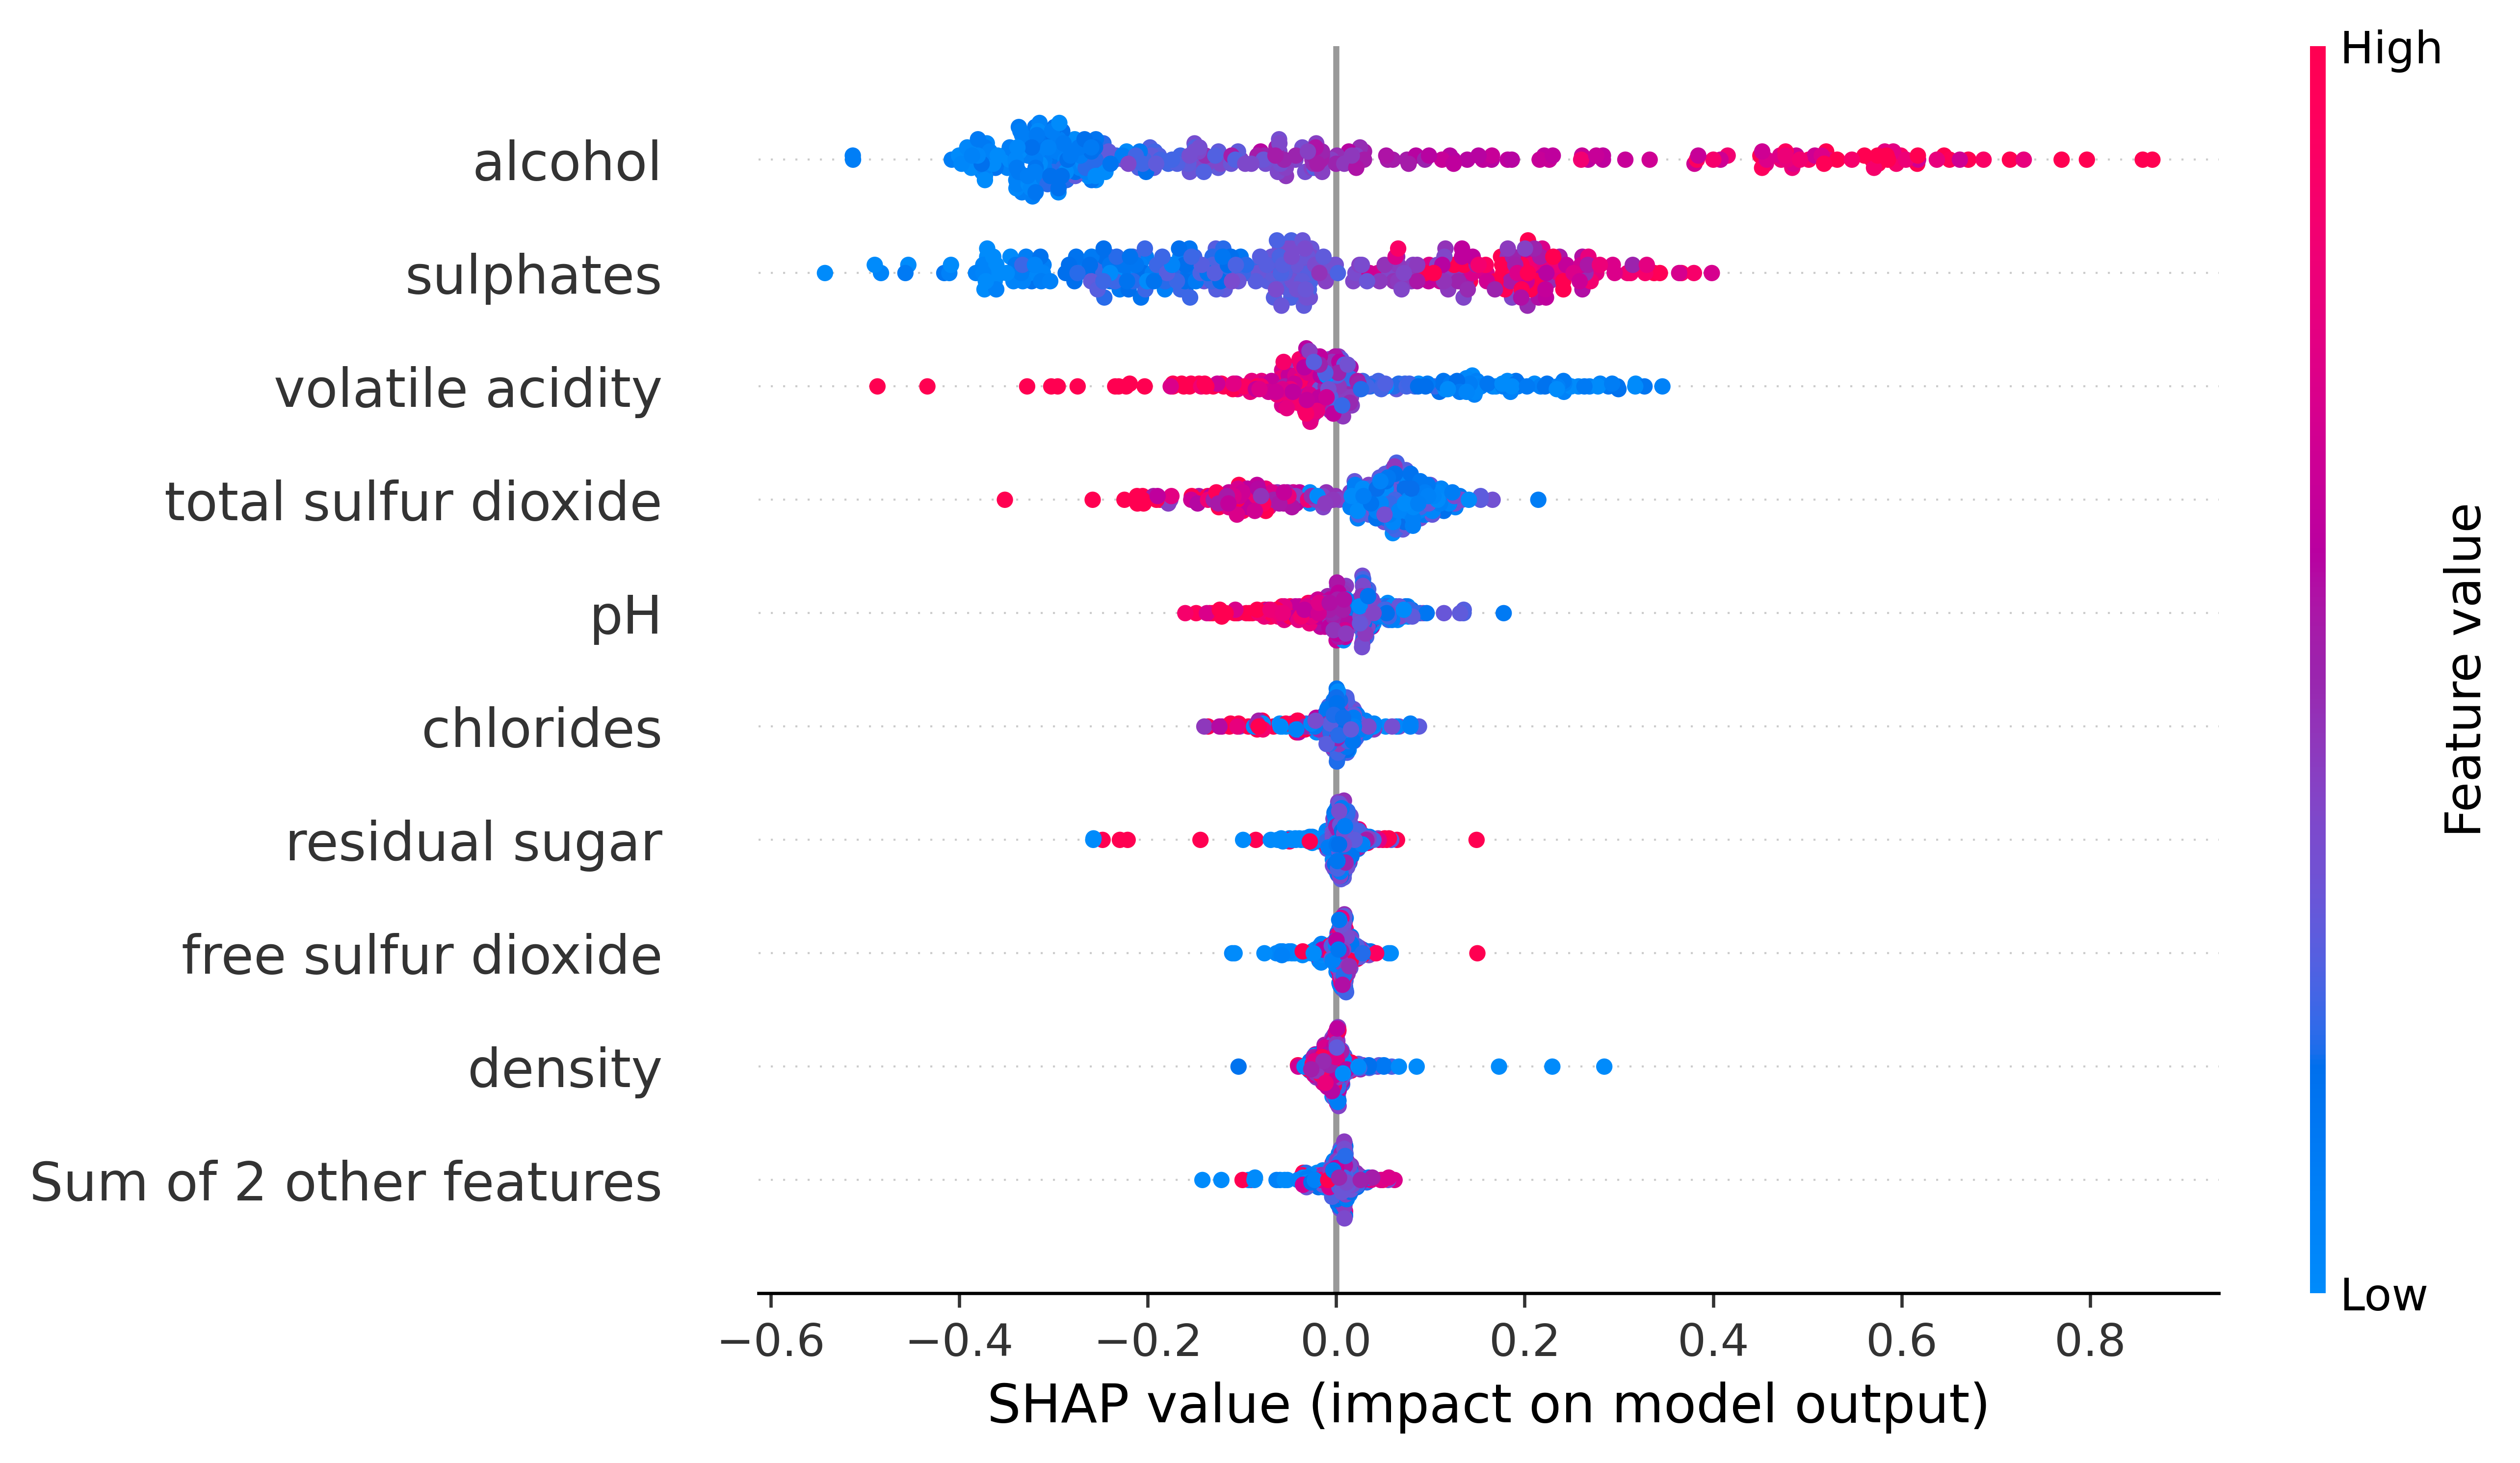 High
alcohol
sulphates
volatile acidity
total sulfur dioxide
pH
chlorides
residual sugar
free sulfur dioxide
density
Sum of 2 other features
Feature value
Low
−0.6 −0.4 −0.2 0.0 0.2 0.4 0.6 0.8
SHAP value (impact on model output)